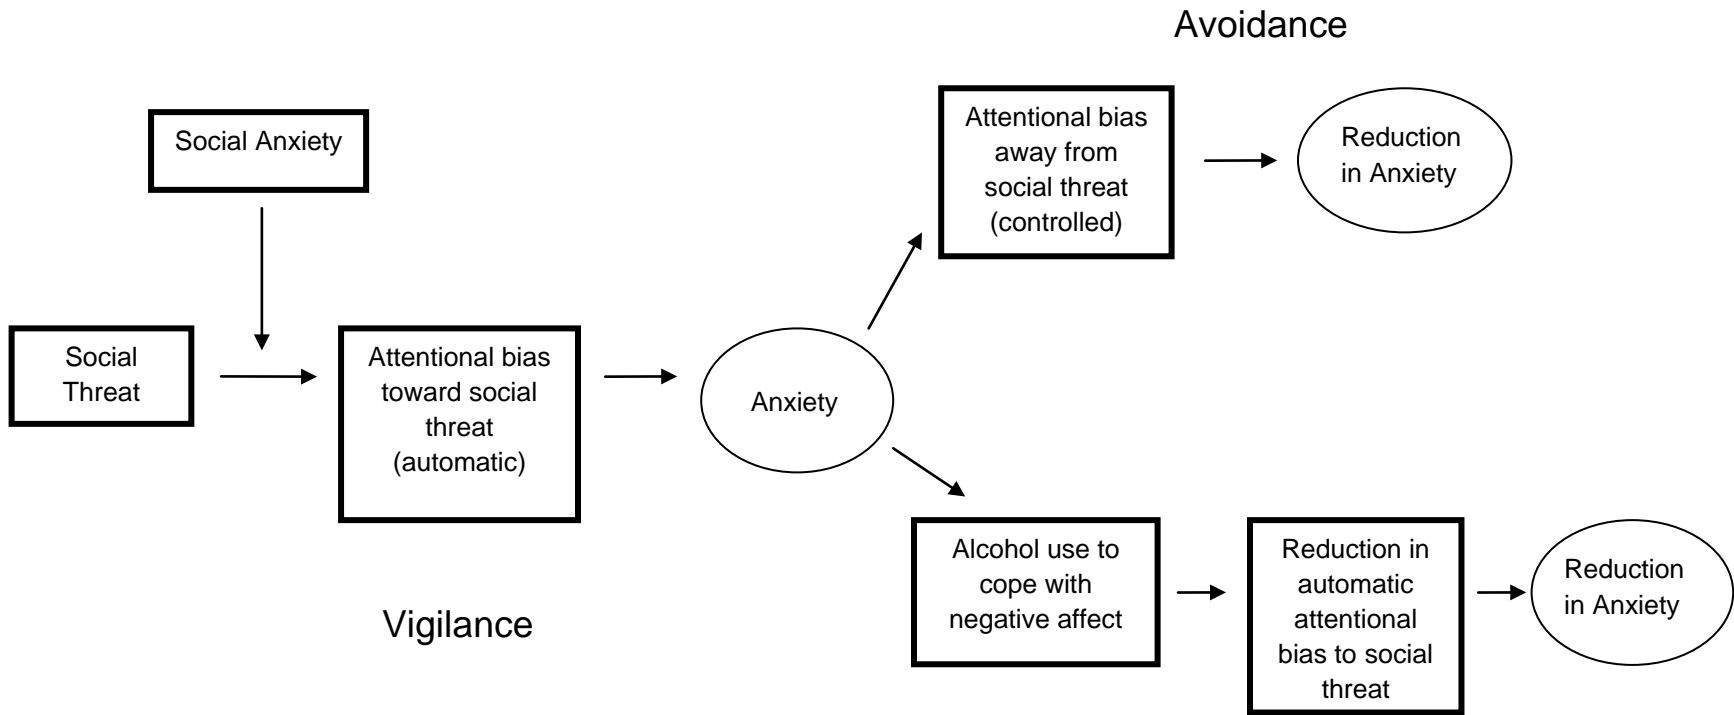 Avoidance
Social Anxiety
Attentional bias
away from
social threat
(controlled)
Reduction
in Anxiety
Social
Threat
Attentional bias
toward social
threat
(automatic)
Anxiety
Vigilance
Alcohol use to
cope with
negative affect
Reduction in
automatic
attentional
bias to social
threat
Reduction
in Anxiety